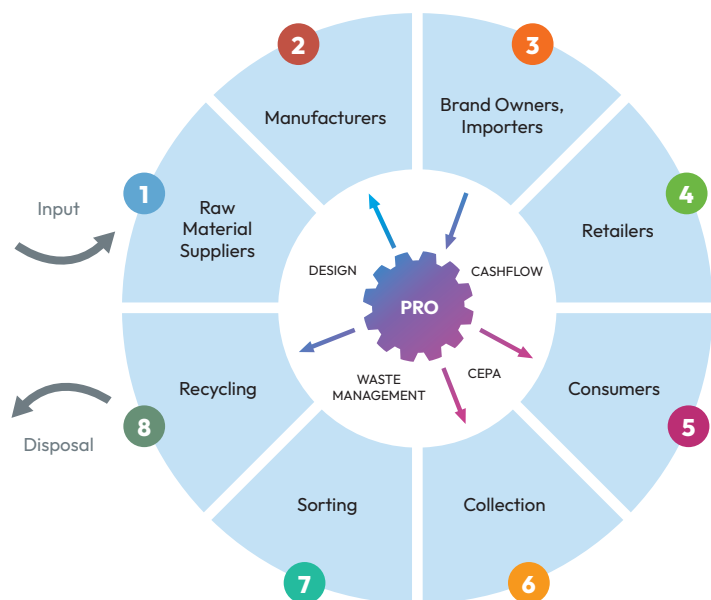 2
3
Manufacturers
Brand Owners,
Importers
1
4
Input
Raw
Material
Suppliers
Retailers
DESIGN
CASHFLOW
PRO
WASTE
MANAGEMENT
CEPA
Recycling
Consumers
8
5
Disposal
Sorting
Collection
7
6